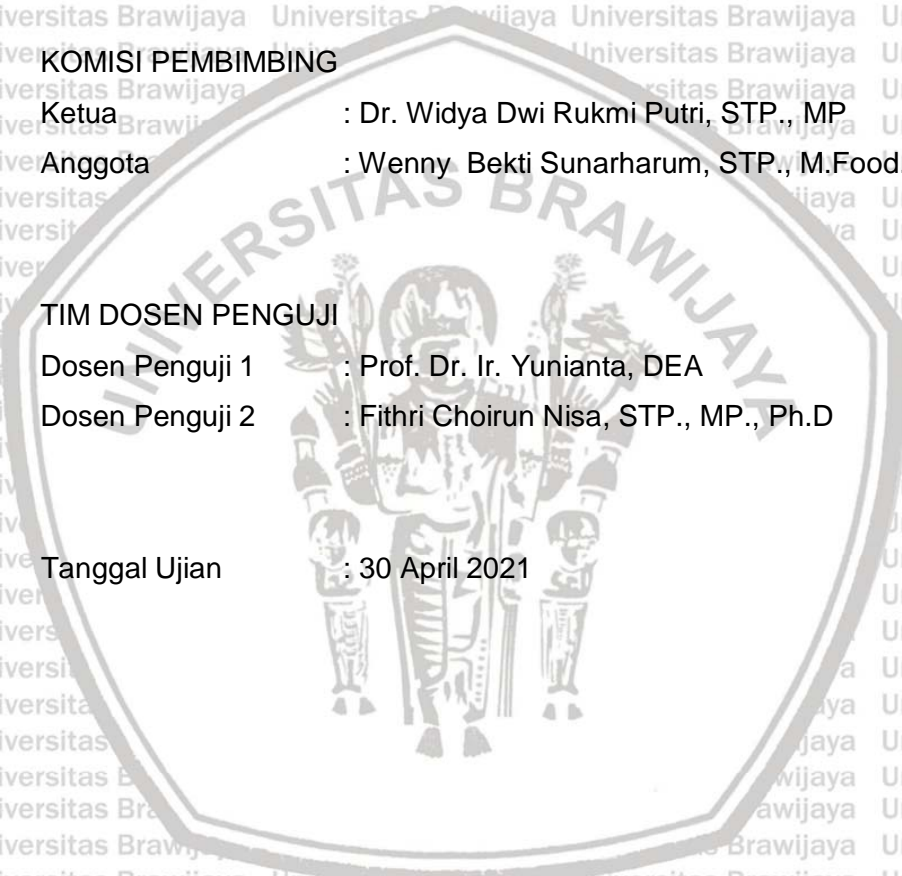 KOMISI PEMBIMBING
Ketua : Dr. Widya Dwi Rukmi Putri, STP., MP
Anggota : Wenny Bekti Sunarharum, STP., M.Food
UNIVERSITAS BRAWIJAYA
TIM DOSEN PENGUJI
Dosen Penguji 1 : Prof. Dr. Ir. Yunianta, DEA
Dosen Penguji 2 : Fithri Choirun Nisa, STP., MP., Ph.D
Tanggal Ujian : 30 April 2021